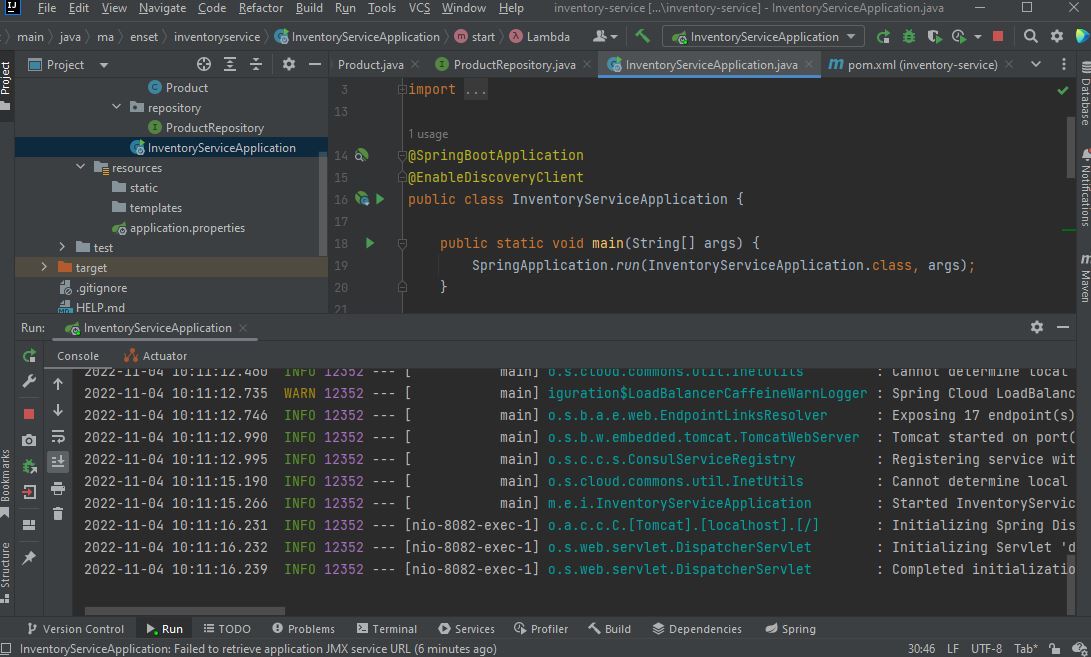 File Edit View Navigate Code Refactor Build Run Tools VCS Window Help inventory-service [...\inventory-service] - InventoryServiceApplication.java
main java ma enset inventoryservice InventoryServiceApplication m start λ Lambda InventoryServiceApplication
Project
Product.java ProductRepository.java InventoryServiceApplication.java m pom.xml (inventory-service)
Project
Product
repository
ProductRepository
InventoryServiceApplication
resources
static
templates
application.properties
test
target
.gitignore
HELP.md
3 import ...
13
1 usage
14 @SpringBootApplication
15 @EnableDiscoveryClient
16 public class InventoryServiceApplication {
17
18 public static void main(String[] args) {
19 SpringApplication.run(InventoryServiceApplication.class, args);
20 }
21
Database
Notifications
Maven
Run: InventoryServiceApplication
Console Actuator
2022-11-04 10:11:12.460 INFO 12352 --- [ main] o.s.cloud.commons.util.InetUtils : Cannot determine local
2022-11-04 10:11:12.735 WARN 12352 --- [ main] iguration$LoadBalancerCaffeineWarnLogger : Spring Cloud LoadBalanc
2022-11-04 10:11:12.746 INFO 12352 --- [ main] o.s.b.a.e.web.EndpointLinksResolver : Exposing 17 endpoint(s)
2022-11-04 10:11:12.990 INFO 12352 --- [ main] o.s.b.w.embedded.tomcat.TomcatWebServer : Tomcat started on port(
2022-11-04 10:11:12.995 INFO 12352 --- [ main] o.s.c.c.s.ConsulServiceRegistry : Registering service wit
2022-11-04 10:11:15.190 INFO 12352 --- [ main] o.s.cloud.commons.util.InetUtils : Cannot determine local
2022-11-04 10:11:15.266 INFO 12352 --- [ main] m.e.i.InventoryServiceApplication : Started InventoryServic
2022-11-04 10:11:16.231 INFO 12352 --- [nio-8082-exec-1] o.a.c.c.C.[Tomcat].[localhost].[/] : Initializing Spring Dis
2022-11-04 10:11:16.232 INFO 12352 --- [nio-8082-exec-1] o.s.web.servlet.DispatcherServlet : Initializing Servlet 'd
2022-11-04 10:11:16.239 INFO 12352 --- [nio-8082-exec-1] o.s.web.servlet.DispatcherServlet : Completed initializatio
Bookmarks
Structure
Version Control Run TODO Problems Terminal Services Profiler Build Dependencies Spring
InventoryServiceApplication: Failed to retrieve application JMX service URL (6 minutes ago) 30:46 LF UTF-8 Tab*